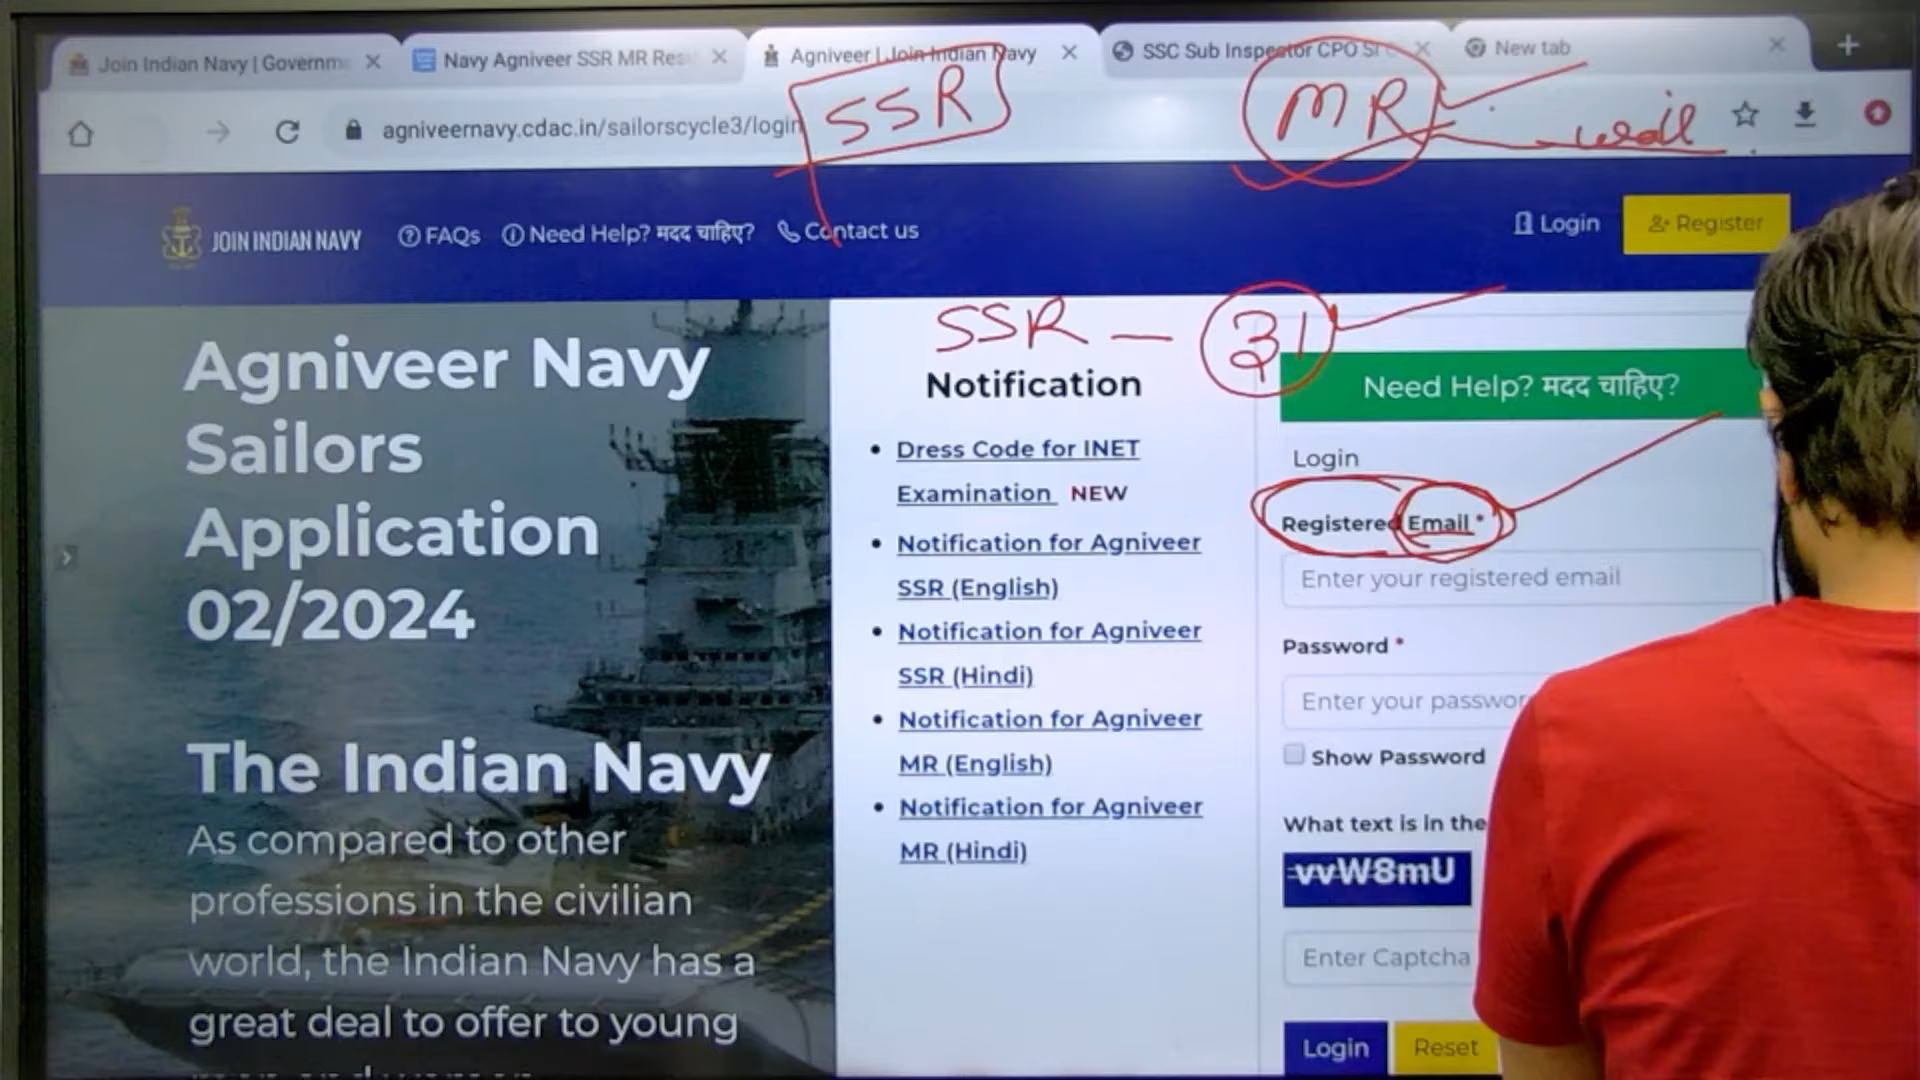 Join Indian Navy | Governme
Navy Agniveer SSR MR Res
Agniveer | Join Indian Navy
SSC Sub Inspector CPO SI
New tab
agniveernavy.cdac.in/sailorscycle3/login
SSR
MR
JOIN INDIAN NAVY
FAQs
Need Help? मदद चाहिए?
Contact us
Login
Register
Agniveer Navy
Sailors
Application
02/2024
The Indian Navy
As compared to other
professions in the civilian
world, the Indian Navy has a
great deal to offer to young
SSR – 31
Notification
Dress Code for INET
Examination NEW
Notification for Agniveer
SSR (English)
Notification for Agniveer
SSR (Hindi)
Notification for Agniveer
MR (English)
Notification for Agniveer
MR (Hindi)
Need Help? मदद चाहिए?
Login
Registered Email *
Enter your registered email
Password *
Enter your passwor
Show Password
What text is in the
vvW8mU
Enter Captcha
Login
Reset